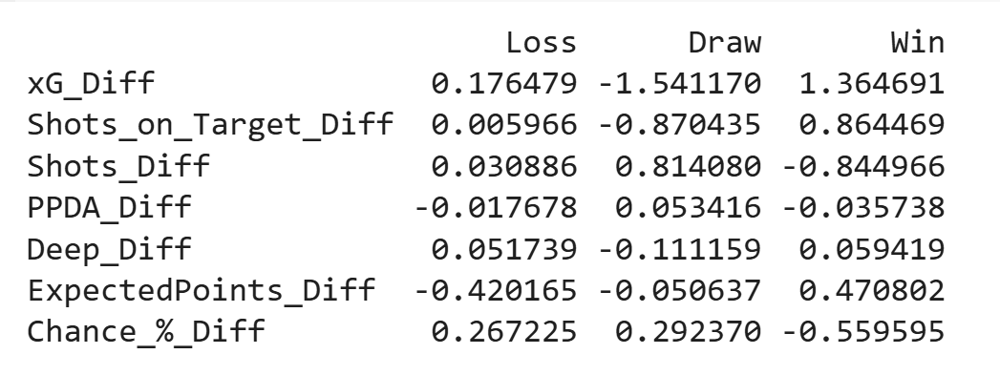 Loss Draw Win
xG_Diff 0.176479 -1.541170 1.364691
Shots_on_Target_Diff 0.005966 -0.870435 0.864469
Shots_Diff 0.030886 0.814080 -0.844966
PPDA_Diff -0.017678 0.053416 -0.035738
Deep_Diff 0.051739 -0.111159 0.059419
ExpectedPoints_Diff -0.420165 -0.050637 0.470802
Chance_%_Diff 0.267225 0.292370 -0.559595